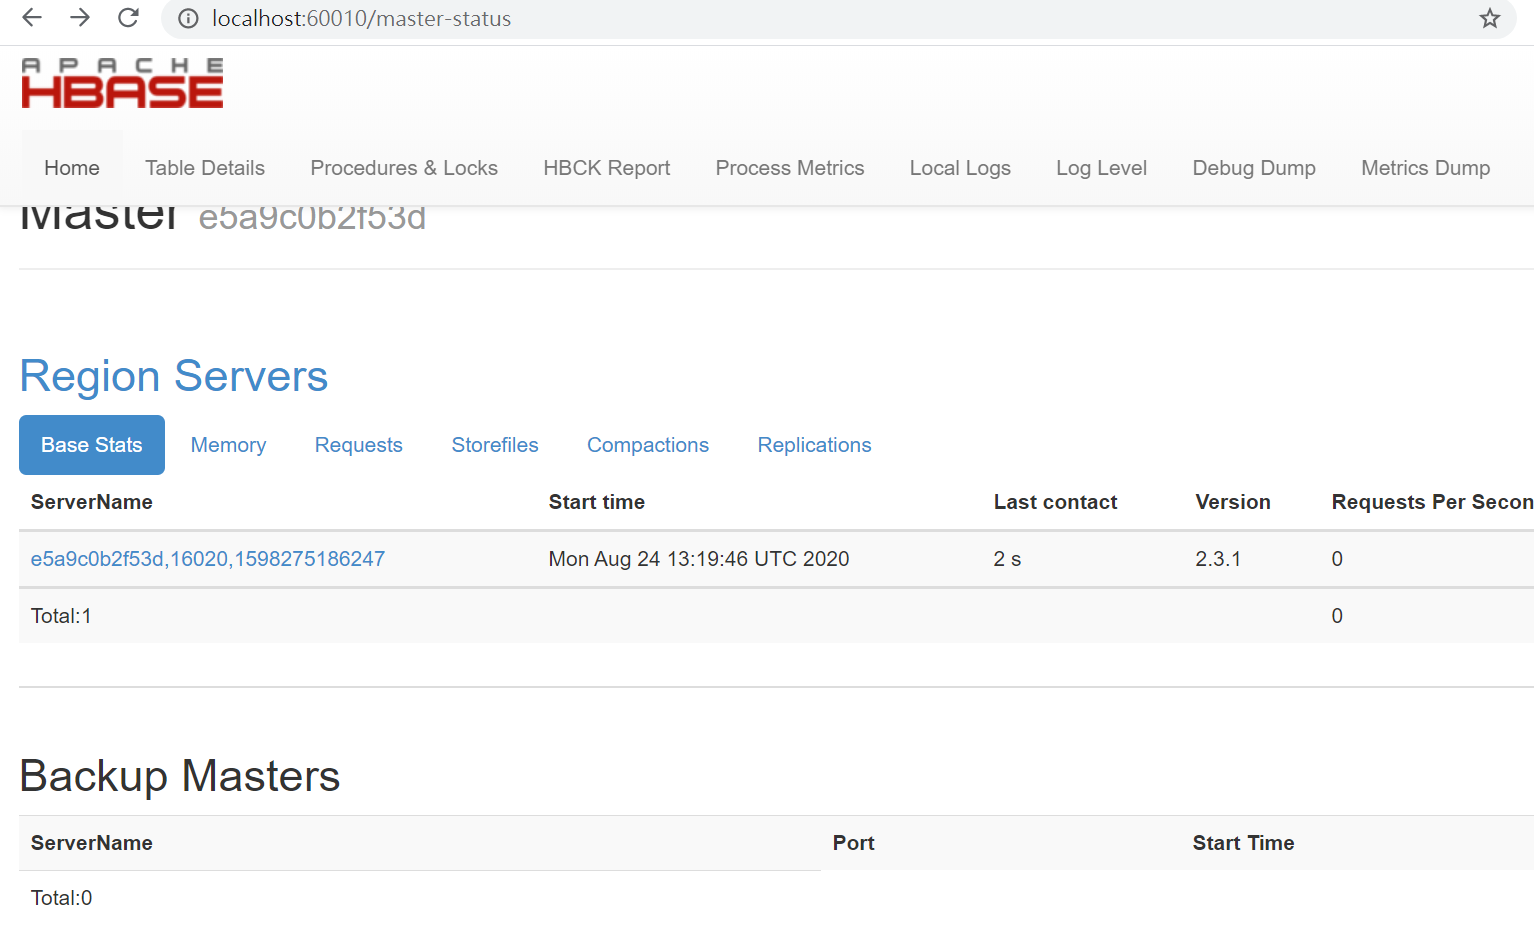 localhost:60010/master-status
APACHE
HBASE
Home Table Details Procedures & Locks HBCK Report Process Metrics Local Logs Log Level Debug Dump Metrics Dump
Master e5a9c0b2f53d
Region Servers
Base Stats Memory Requests Storefiles Compactions Replications
ServerName Start time Last contact Version Requests Per Secon
e5a9c0b2f53d,16020,1598275186247 Mon Aug 24 13:19:46 UTC 2020 2 s 2.3.1 0
Total:1 0
Backup Masters
ServerName Port Start Time
Total:0